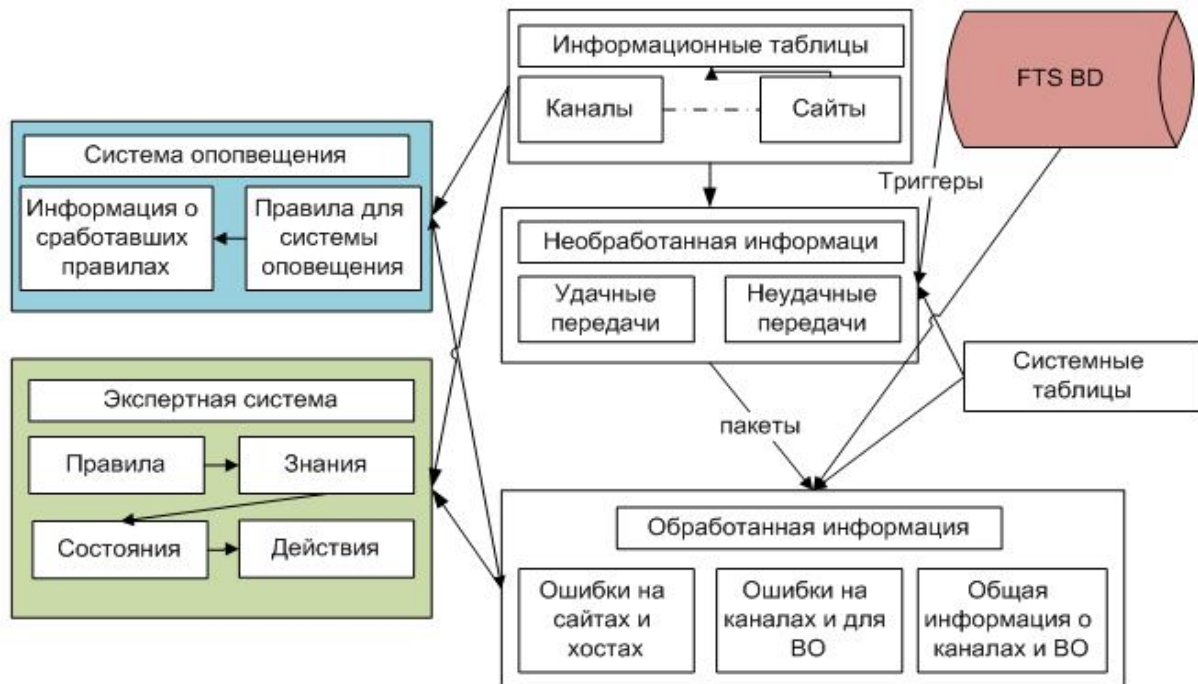 Информационные таблицы
Каналы
Сайты
FTS BD
Система опопвещения
Информация о
сработавших
правилах
Правила для
системы
оповещения
Триггеры
Необработанная информаци
Удачные
передачи
Неудачные
передачи
Системные
таблицы
Экспертная система
Правила
Знания
Состояния
Действия
пакеты
Обработанная информация
Ошибки на
сайтах и
хостах
Ошибки на
каналах и для
ВО
Общая
информация о
каналах и ВО